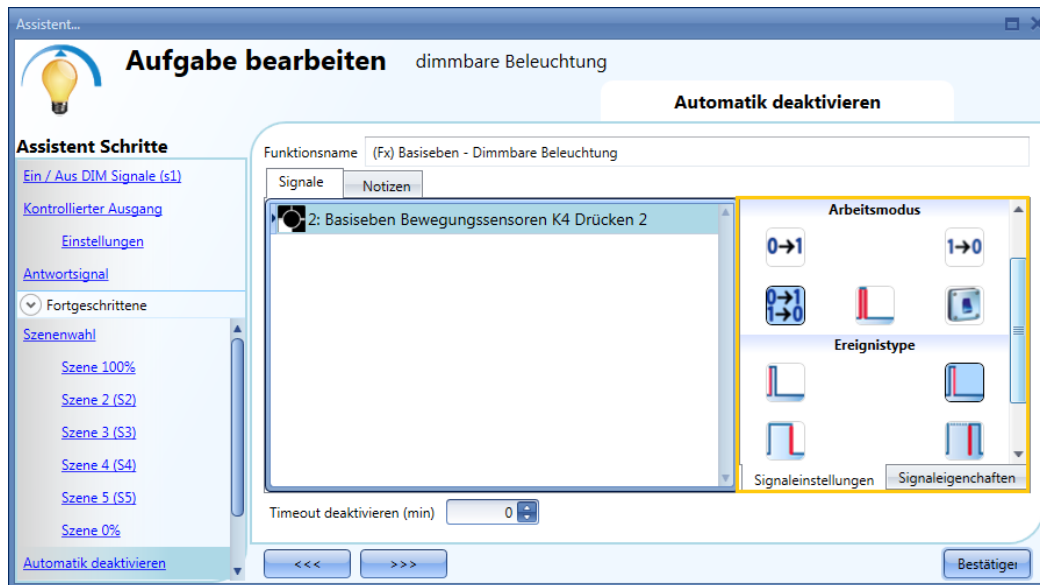 Assistent...
Aufgabe bearbeiten dimmbare Beleuchtung
Automatik deaktivieren
Assistent Schritte
Ein / Aus DIM Signale (s1)
Kontrollierter Ausgang
Einstellungen
Antwortsignal
Fortgeschrittene
Szenenwahl
Szene 100%
Szene 2 (S2)
Szene 3 (S3)
Szene 4 (S4)
Szene 5 (S5)
Szene 0%
Automatik deaktivieren
Funktionsname (Fx) Basiseben - Dimmbare Beleuchtung
Signale Notizen
2: Basiseben Bewegungssensoren K4 Drücken 2
Arbeitsmodus
0→1 1→0
0→1
1→0
Ereignistype
Signaleinstellungen Signaleigenschaften
Timeout deaktivieren (min) 0
<<< >>> Bestätiger